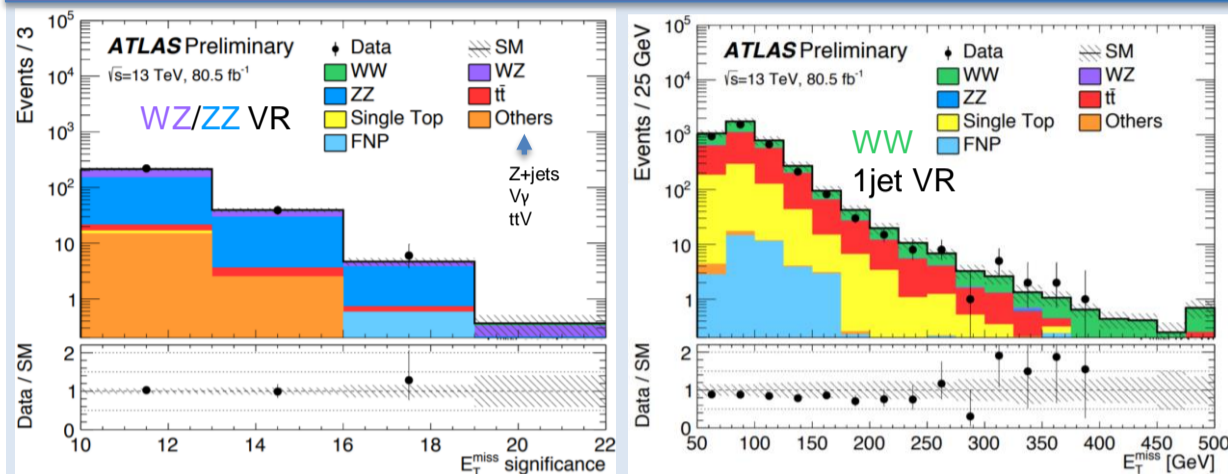 Events / 3
10⁵
10⁴
10³
10²
10
1
ATLAS Preliminary
√s=13 TeV, 80.5 fb⁻¹
WZ/ZZ VR
Data
SM
WW
WZ
ZZ
tt̄
Single Top
Others
FNP
Z+jets
Vγ
ttV
Data / SM
2
1
0
10 12 14 16 18 20 22
E_T^miss significance
Events / 25 GeV
10⁵
10⁴
10³
10²
10
1
ATLAS Preliminary
√s=13 TeV, 80.5 fb⁻¹
Data
SM
WW
WZ
ZZ
tt̄
Single Top
Others
FNP
WW
1jet VR
Data / SM
2
1
0
50 100 150 200 250 300 350 400 450 500
E_T^miss [GeV]